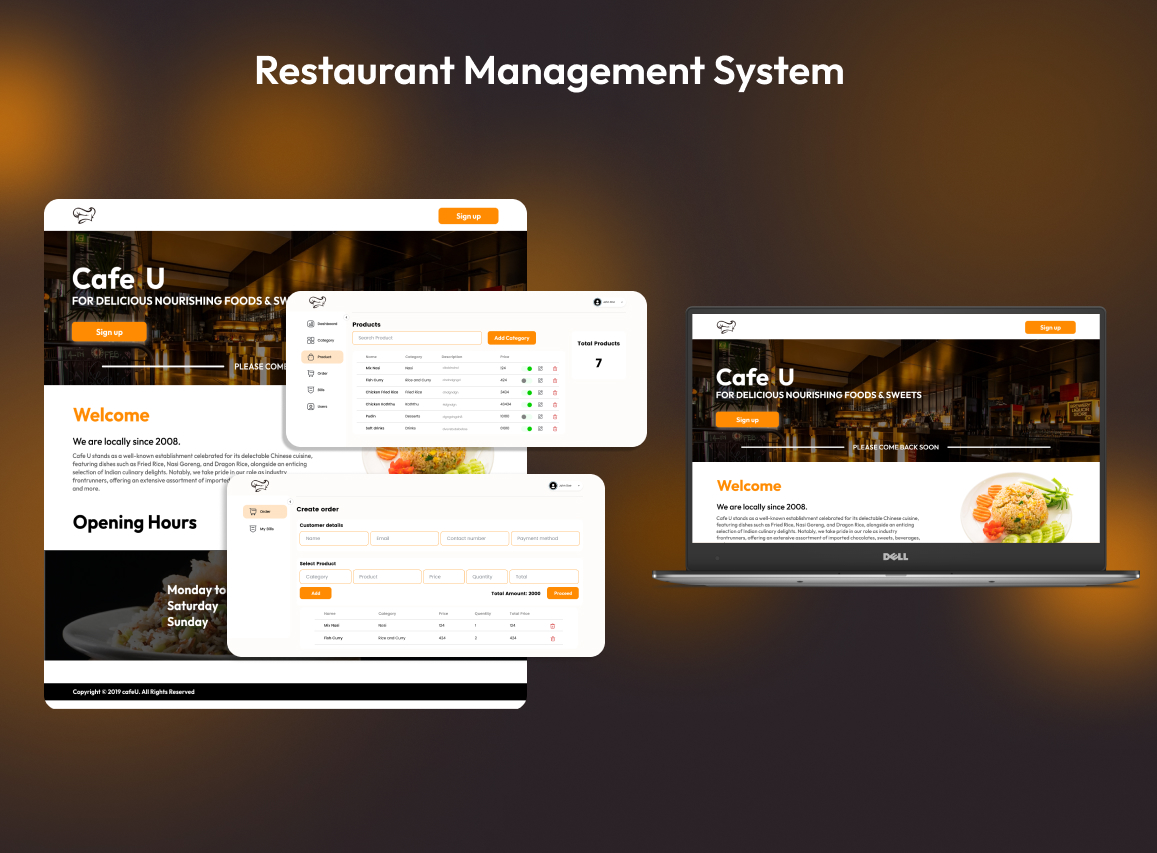 Restaurant Management System
Sign up
Cafe U
FOR DELICIOUS NOURISHING FOODS & SW
Sign up
PLEASE COME
Welcome
We are locally since 2008.
Cafe U stands as a well-known establishment celebrated for its delectable Chinese cuisine,
featuring dishes such as Fried Rice, Nasi Goreng, and Dragon Rice, alongside an enticing
selection of Indian culinary delights. Notably, we take pride in our role as industry
frontrunners, offering an extensive assortment of imported
and more.
Opening Hours
Monday to
Saturday
Sunday
Copyright © 2019 cafeU. All Rights Reserved
Dashboard
Category
Product
Order
Bills
Users
Products
Search Product
Add Category
Total Products
7
Name Category Description Price
Mix Nasi Nasi 124
Fish Curry Rice and Curry 424
Chicken Fried Rice Fried Rice
Chicken Koththu Koththu
Desserts
Soft drinks Drinks
Order
My Bills
Create order
Customer details
Name Email Contact number Payment method
Select Product
Category Product Price Quantity Total
Add
Total Amount: 2000
Proceed
Name Category Price Quantity Total Price
Mix Nasi Nasi 124 1 124
Fish Curry Rice and Curry 424 2 424
Sign up
Cafe U
FOR DELICIOUS NOURISHING FOODS & SWEETS
Sign up
PLEASE COME BACK SOON
WESTERN
LIQUOR
STORE
Welcome
We are locally since 2008.
Cafe U stands as a well-known establishment celebrated for its delectable Chinese cuisine,
featuring dishes such as Fried Rice, Nasi Goreng, and Dragon Rice, alongside an enticing
selection of Indian culinary delights. Notably, we take pride in our role as industry
frontrunners, offering an extensive assortment of imported chocolates, sweets, beverages,
DELL